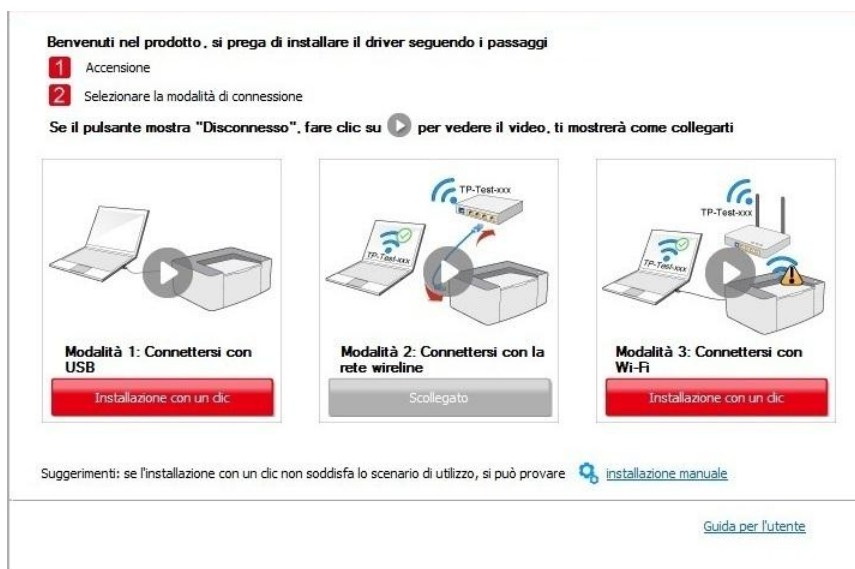 Benvenuti nel prodotto, si prega di installare il driver seguendo i passaggi
1 Accensione
2 Selezionare la modalità di connessione
Se il pulsante mostra "Disconnesso", fare clic su per vedere il video, ti mostrerà come collegarti
TP-Test-xxx
TP-Test-xxx
Modalità 1: Connettersi con
USB
Installazione con un clic
TP-Test-xxx
Modalità 2: Connettersi con la
rete wireline
Scollegato
TP-Test-xxx
Modalità 3: Connettersi con
Wi-Fi
Installazione con un clic
Suggerimenti: se l'installazione con un clic non soddisfa lo scenario di utilizzo, si può provare installazione manuale
Guida per l'utente